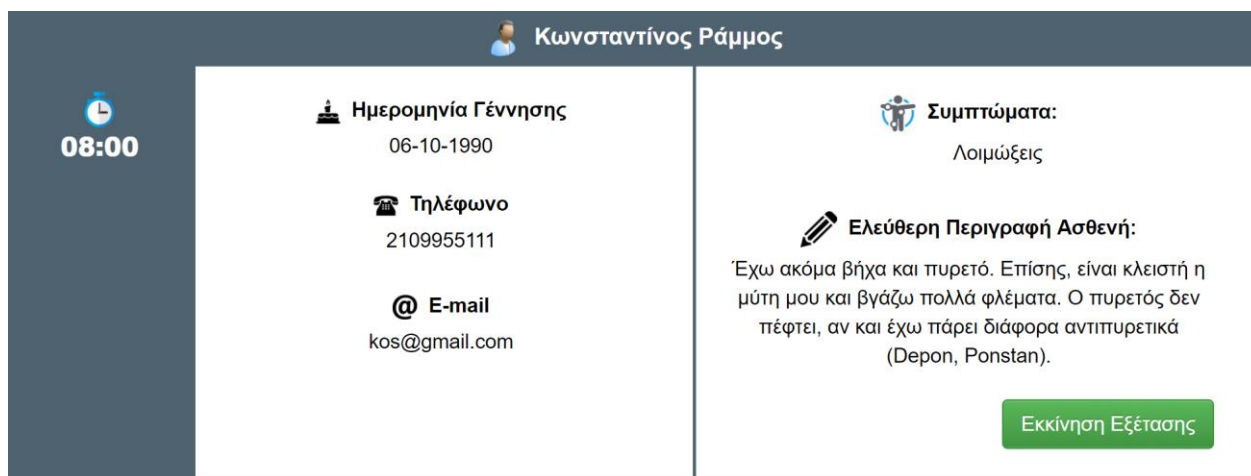 Κωνσταντίνος Ράμμος
08:00
Ημερομηνία Γέννησης
06-10-1990
Τηλέφωνο
2109955111
@ E-mail
kos@gmail.com
Συμπτώματα:
Λοιμώξεις
Ελεύθερη Περιγραφή Ασθενή:
Έχω ακόμα βήχα και πυρετό. Επίσης, είναι κλειστή η
μύτη μου και βγάζω πολλά φλέματα. Ο πυρετός δεν
πέφτει, αν και έχω πάρει διάφορα αντιπυρετικά
(Depon, Ponstan).
Εκκίνηση Εξέτασης